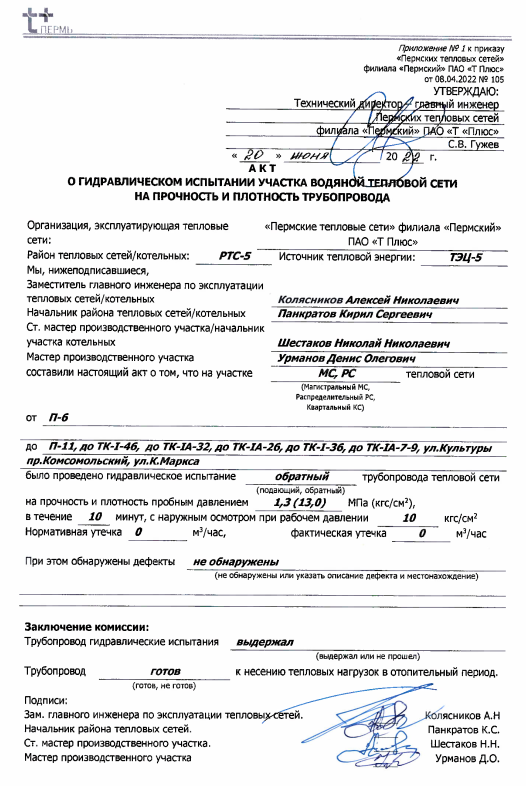 т+
ПЕРМЬ
Приложение № 1 к приказу
«Пермских тепловых сетей»
филиала «Пермский» ПАО «Т Плюс»
от 08.04.2022 № 105
УТВЕРЖДАЮ:
Технический директор – главный инженер
Пермских тепловых сетей
филиала «Пермский» ПАО «Т «Плюс»
С.В. Гужев
« 20 » июня 2022 г.
АКТ
О ГИДРАВЛИЧЕСКОМ ИСПЫТАНИИ УЧАСТКА ВОДЯНОЙ ТЕПЛОВОЙ СЕТИ
НА ПРОЧНОСТЬ И ПЛОТНОСТЬ ТРУБОПРОВОДА
Организация, эксплуатирующая тепловые «Пермские тепловые сети» филиала «Пермский»
сети: ПАО «Т Плюс»
Район тепловых сетей/котельных: РТС-5 Источник тепловой энергии: ТЭЦ-5
Мы, нижеподписавшиеся,
Заместитель главного инженера по эксплуатации
тепловых сетей/котельных Колясников Алексей Николаевич
Начальник района тепловых сетей/котельных Панкратов Кирил Сергеевич
Ст. мастер производственного участка/начальник
участка котельных Шестаков Николай Николаевич
Мастер производственного участка Урманов Денис Олегович
составили настоящий акт о том, что на участке МС, РС тепловой сети
(Магистральный МС,
Распределительный РС,
Квартальный КС)
от П-6
до П-11, до ТК-I-46, до ТК-IА-32, до ТК-IА-26, до ТК-I-36, до ТК-IА-7-9, ул.Культуры
пр.Комсомольский, ул.К.Маркса
было проведено гидравлическое испытание обратный трубопровода тепловой сети
(подающий, обратный)
на прочность и плотность пробным давлением 1,3 (13,0) МПа (кгс/см²),
в течение 10 минут, с наружным осмотром при рабочем давлении 10 кгс/см²
Нормативная утечка 0 м³/час, фактическая утечка 0 м³/час
При этом обнаружены дефекты не обнаружены
(не обнаружены или указать описание дефекта и местонахождение)
Заключение комиссии:
Трубопровод гидравлические испытания выдержал
(выдержал или не прошел)
Трубопровод готов к несению тепловых нагрузок в отопительный период.
(готов, не готов)
Подписи:
Зам. главного инженера по эксплуатации тепловых сетей. Колясников А.Н
Начальник района тепловых сетей. Панкратов К.С.
Ст. мастер производственного участка. Шестаков Н.Н.
Мастер производственного участка Урманов Д.О.